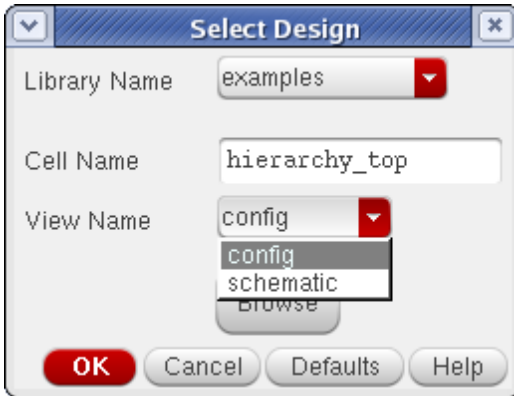 Select Design
Library Name examples
Cell Name hierarchy_top
View Name config
config
schematic
Browse
OK Cancel Defaults Help